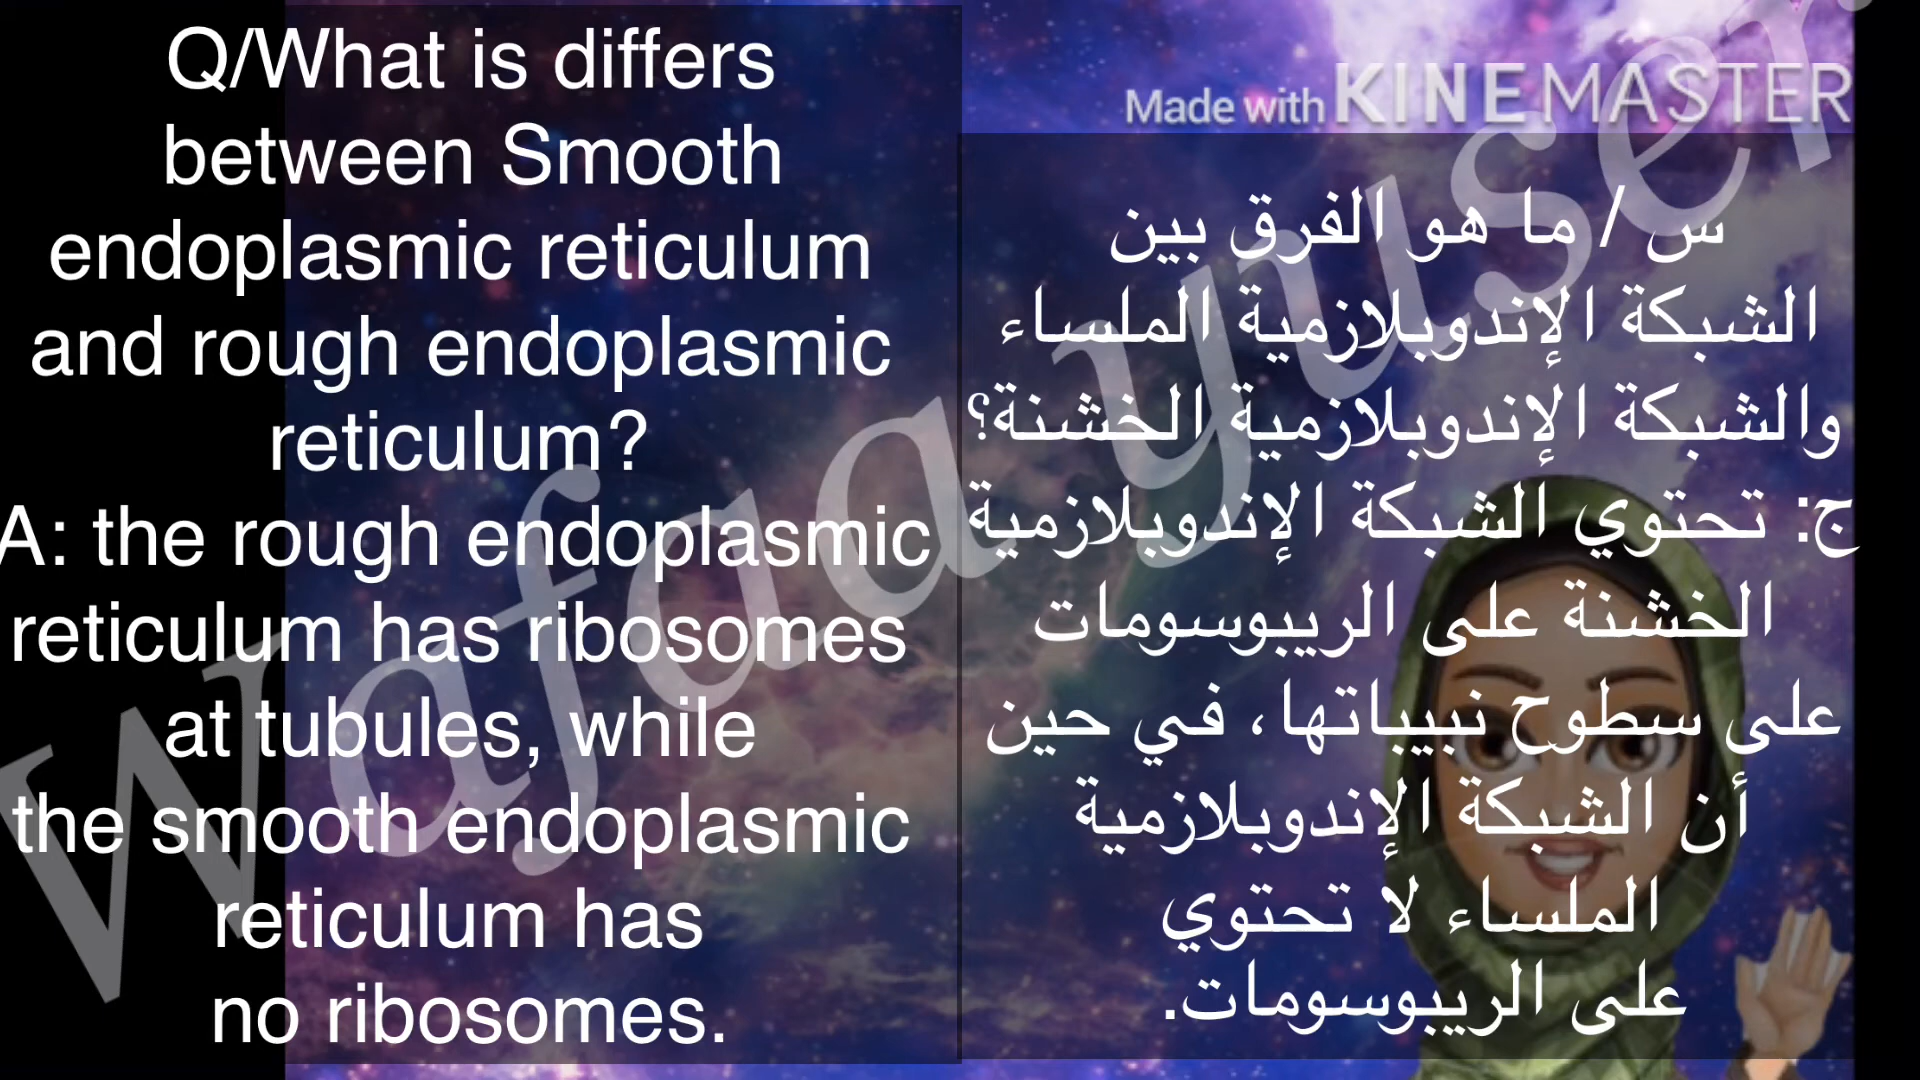 Q/What is differs
between Smooth
endoplasmic reticulum
and rough endoplasmic
reticulum?
A: the rough endoplasmic
reticulum has ribosomes
at tubules, while
the smooth endoplasmic
reticulum has
no ribosomes.
Made with KINEMASTER
س / ما هو الفرق بين
الشبكة الإندوبلازمية الملساء
والشبكة الإندوبلازمية الخشنة؟
ج: تحتوي الشبكة الإندوبلازمية
الخشنة على الريبوسومات
على سطوح نبيباتها، في حين
أن الشبكة الإندوبلازمية
الملساء لا تحتوي
على الريبوسومات.
Wafaa yuser